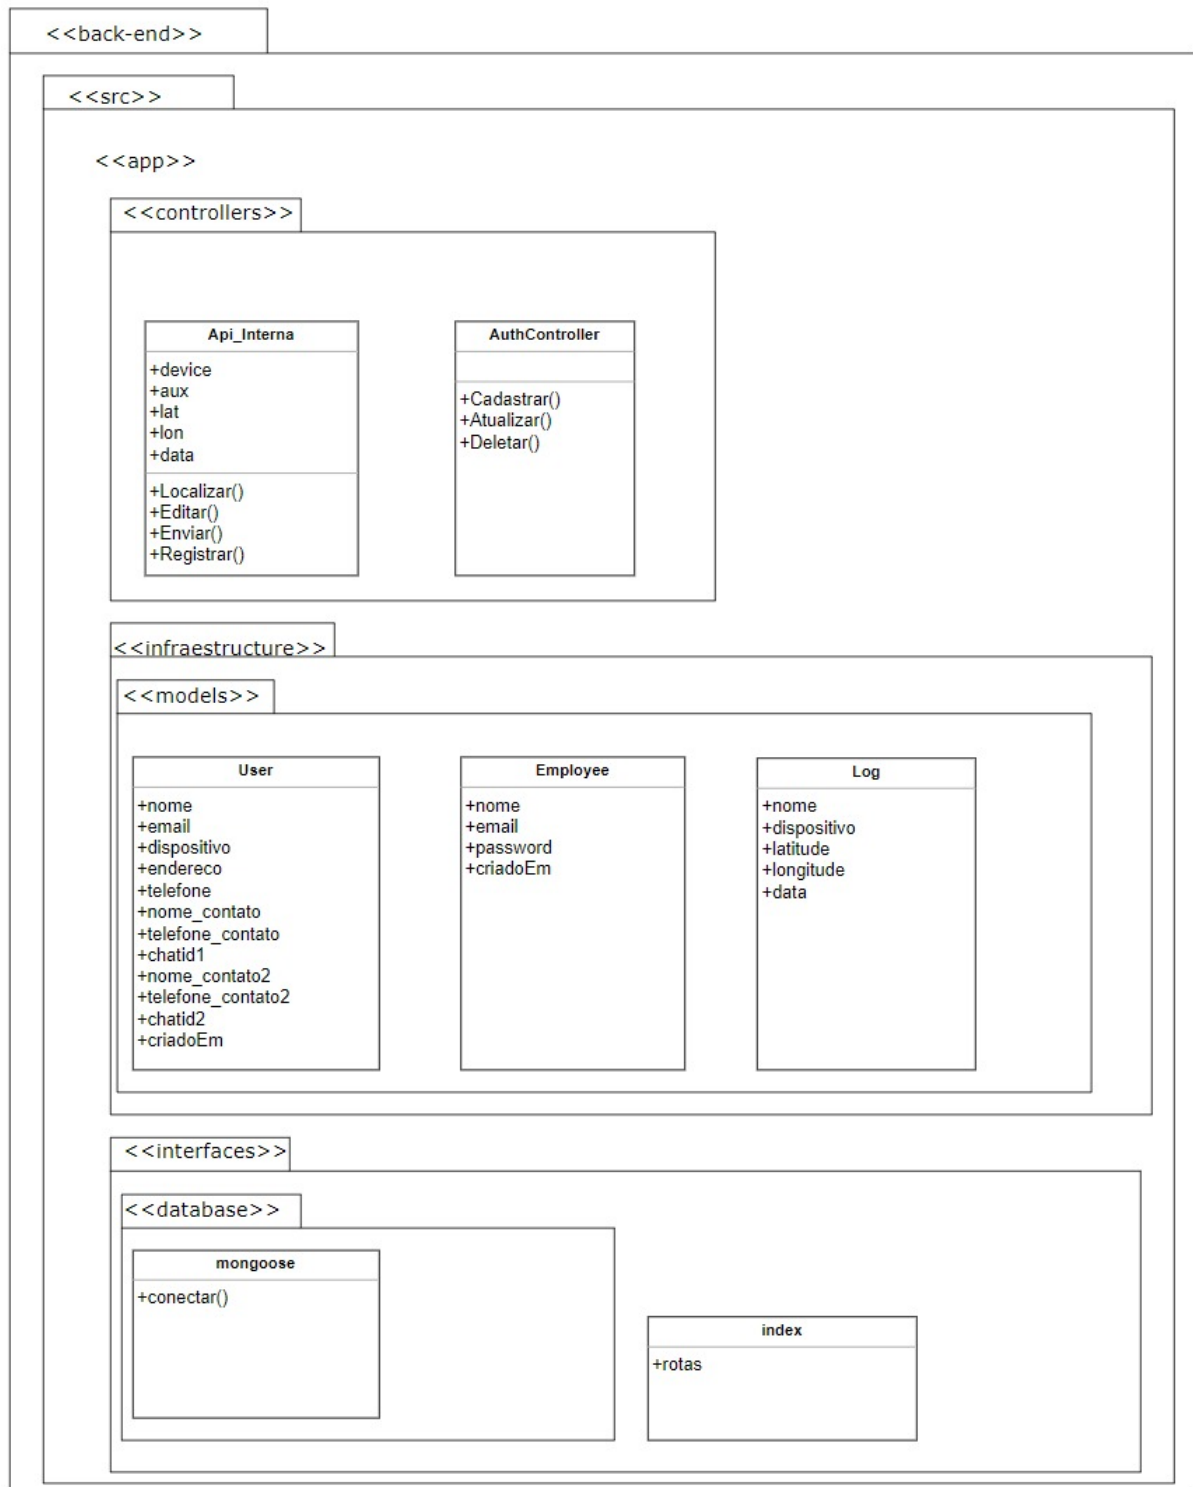 <<back-end>>
<<src>>
<<app>>
<<controllers>>
Api_Interna
+device
+aux
+lat
+lon
+data
+Localizar()
+Editar()
+Enviar()
+Registrar()
AuthController
+Cadastrar()
+Atualizar()
+Deletar()
<<infraestructure>>
<<models>>
User
+nome
+email
+dispositivo
+endereco
+telefone
+nome_contato
+telefone_contato
+chatid1
+nome_contato2
+telefone_contato2
+chatid2
+criadoEm
Employee
+nome
+email
+password
+criadoEm
Log
+nome
+dispositivo
+latitude
+longitude
+data
<<interfaces>>
<<database>>
mongoose
+conectar()
index
+rotas